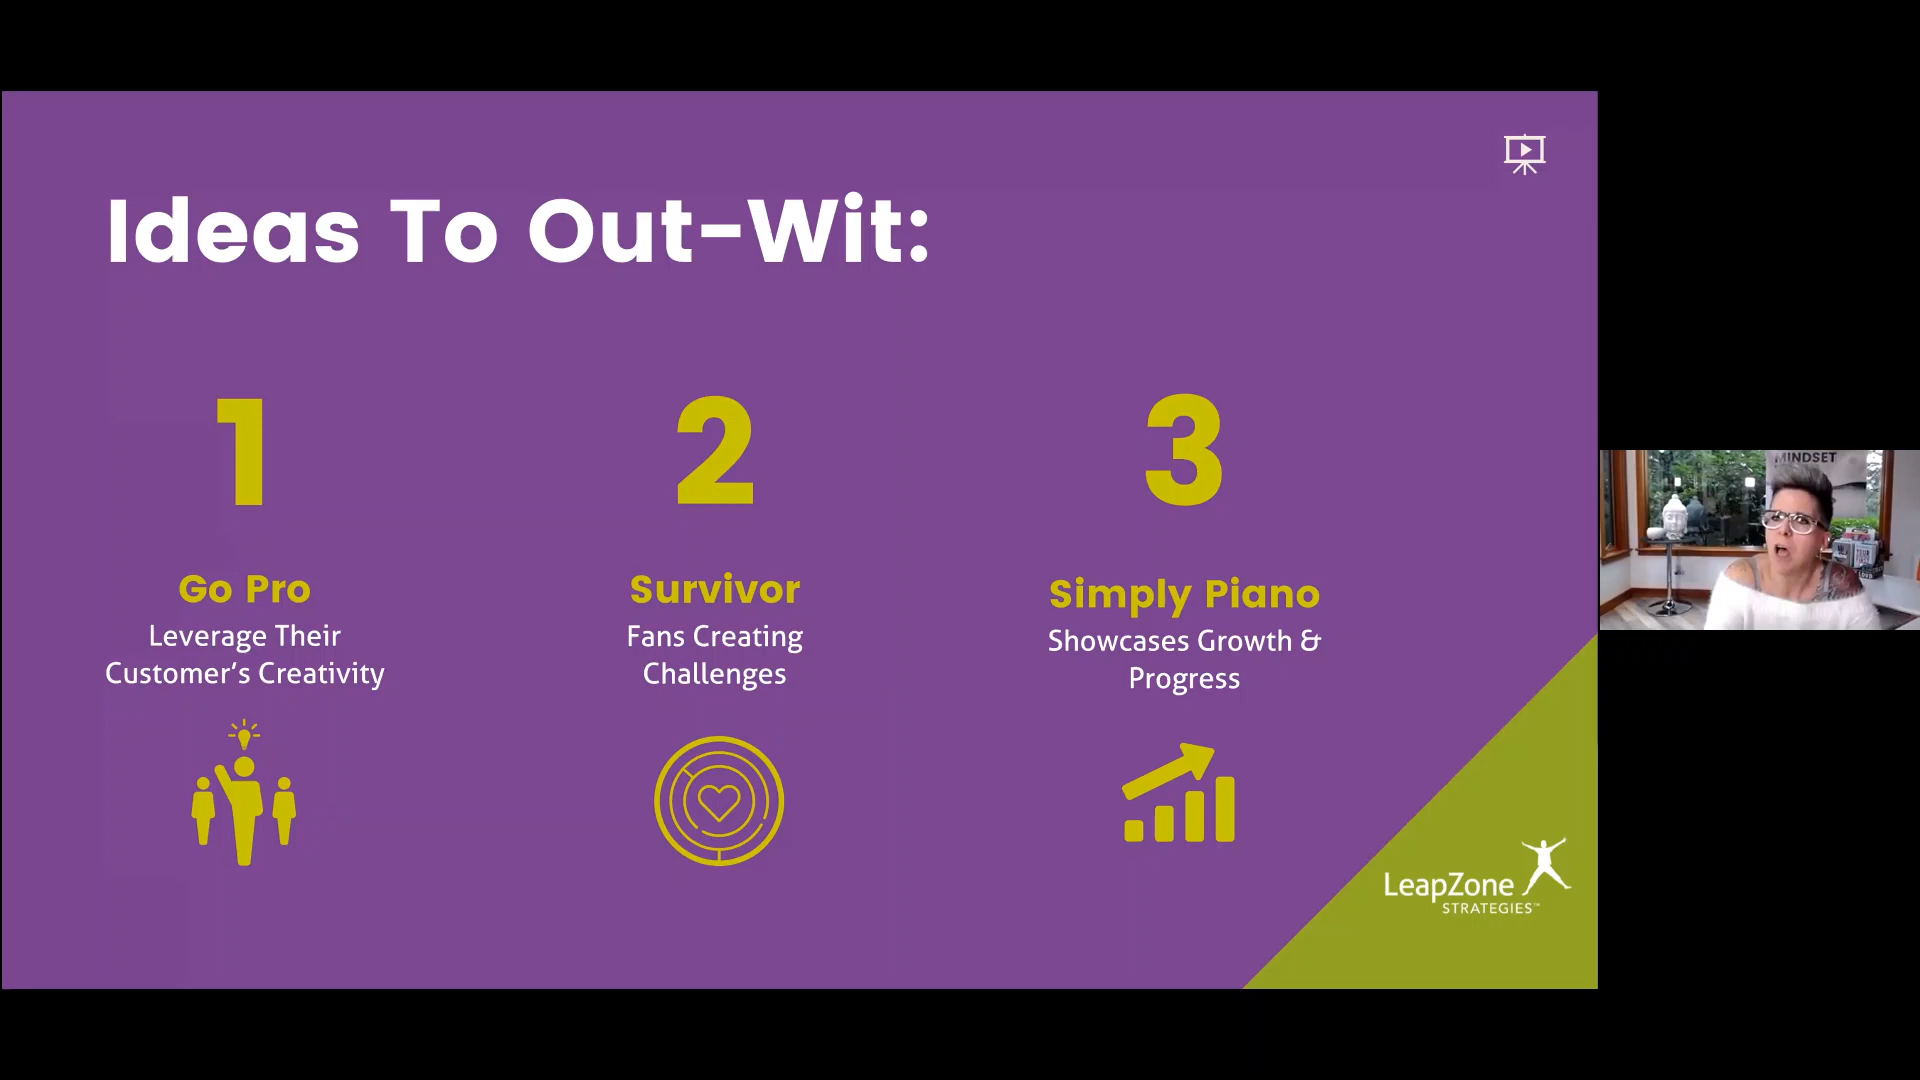 Ideas To Out-Wit:
1
Go Pro
Leverage Their
Customer's Creativity
2
Survivor
Fans Creating
Challenges
3
Simply Piano
Showcases Growth &
Progress
LeapZone
STRATEGIES™
MINDSET